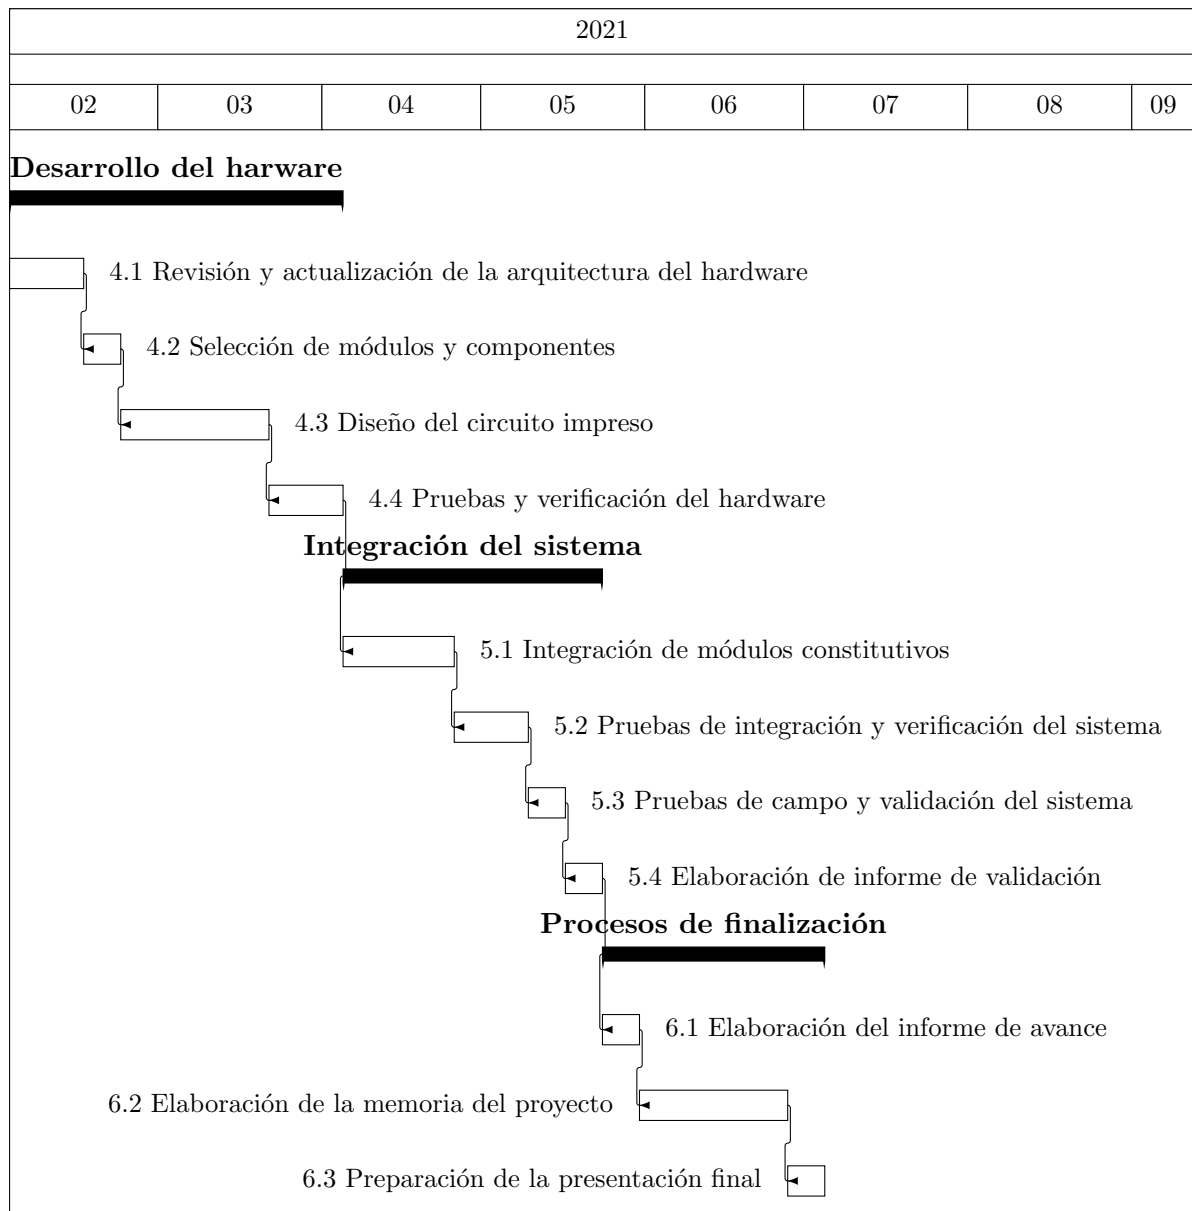 2021
02 03 04 05 06 07 08 09
Desarrollo del harware
4.1 Revisión y actualización de la arquitectura del hardware
4.2 Selección de módulos y componentes
4.3 Diseño del circuito impreso
4.4 Pruebas y verificación del hardware
Integración del sistema
5.1 Integración de módulos constitutivos
5.2 Pruebas de integración y verificación del sistema
5.3 Pruebas de campo y validación del sistema
5.4 Elaboración de informe de validación
Procesos de finalización
6.1 Elaboración del informe de avance
6.2 Elaboración de la memoria del proyecto
6.3 Preparación de la presentación final